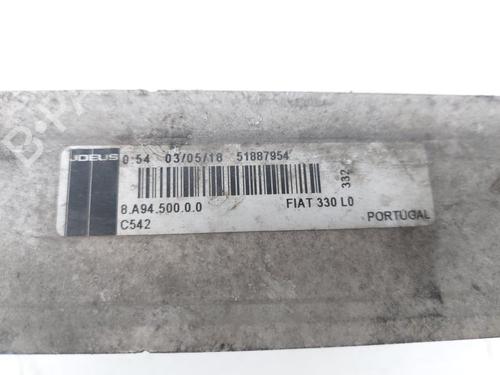 JDEUS
0:54 03/05/18 51887954
332
8.A94.500.0.0 FIAT 330 L0
C542 PORTUGAL